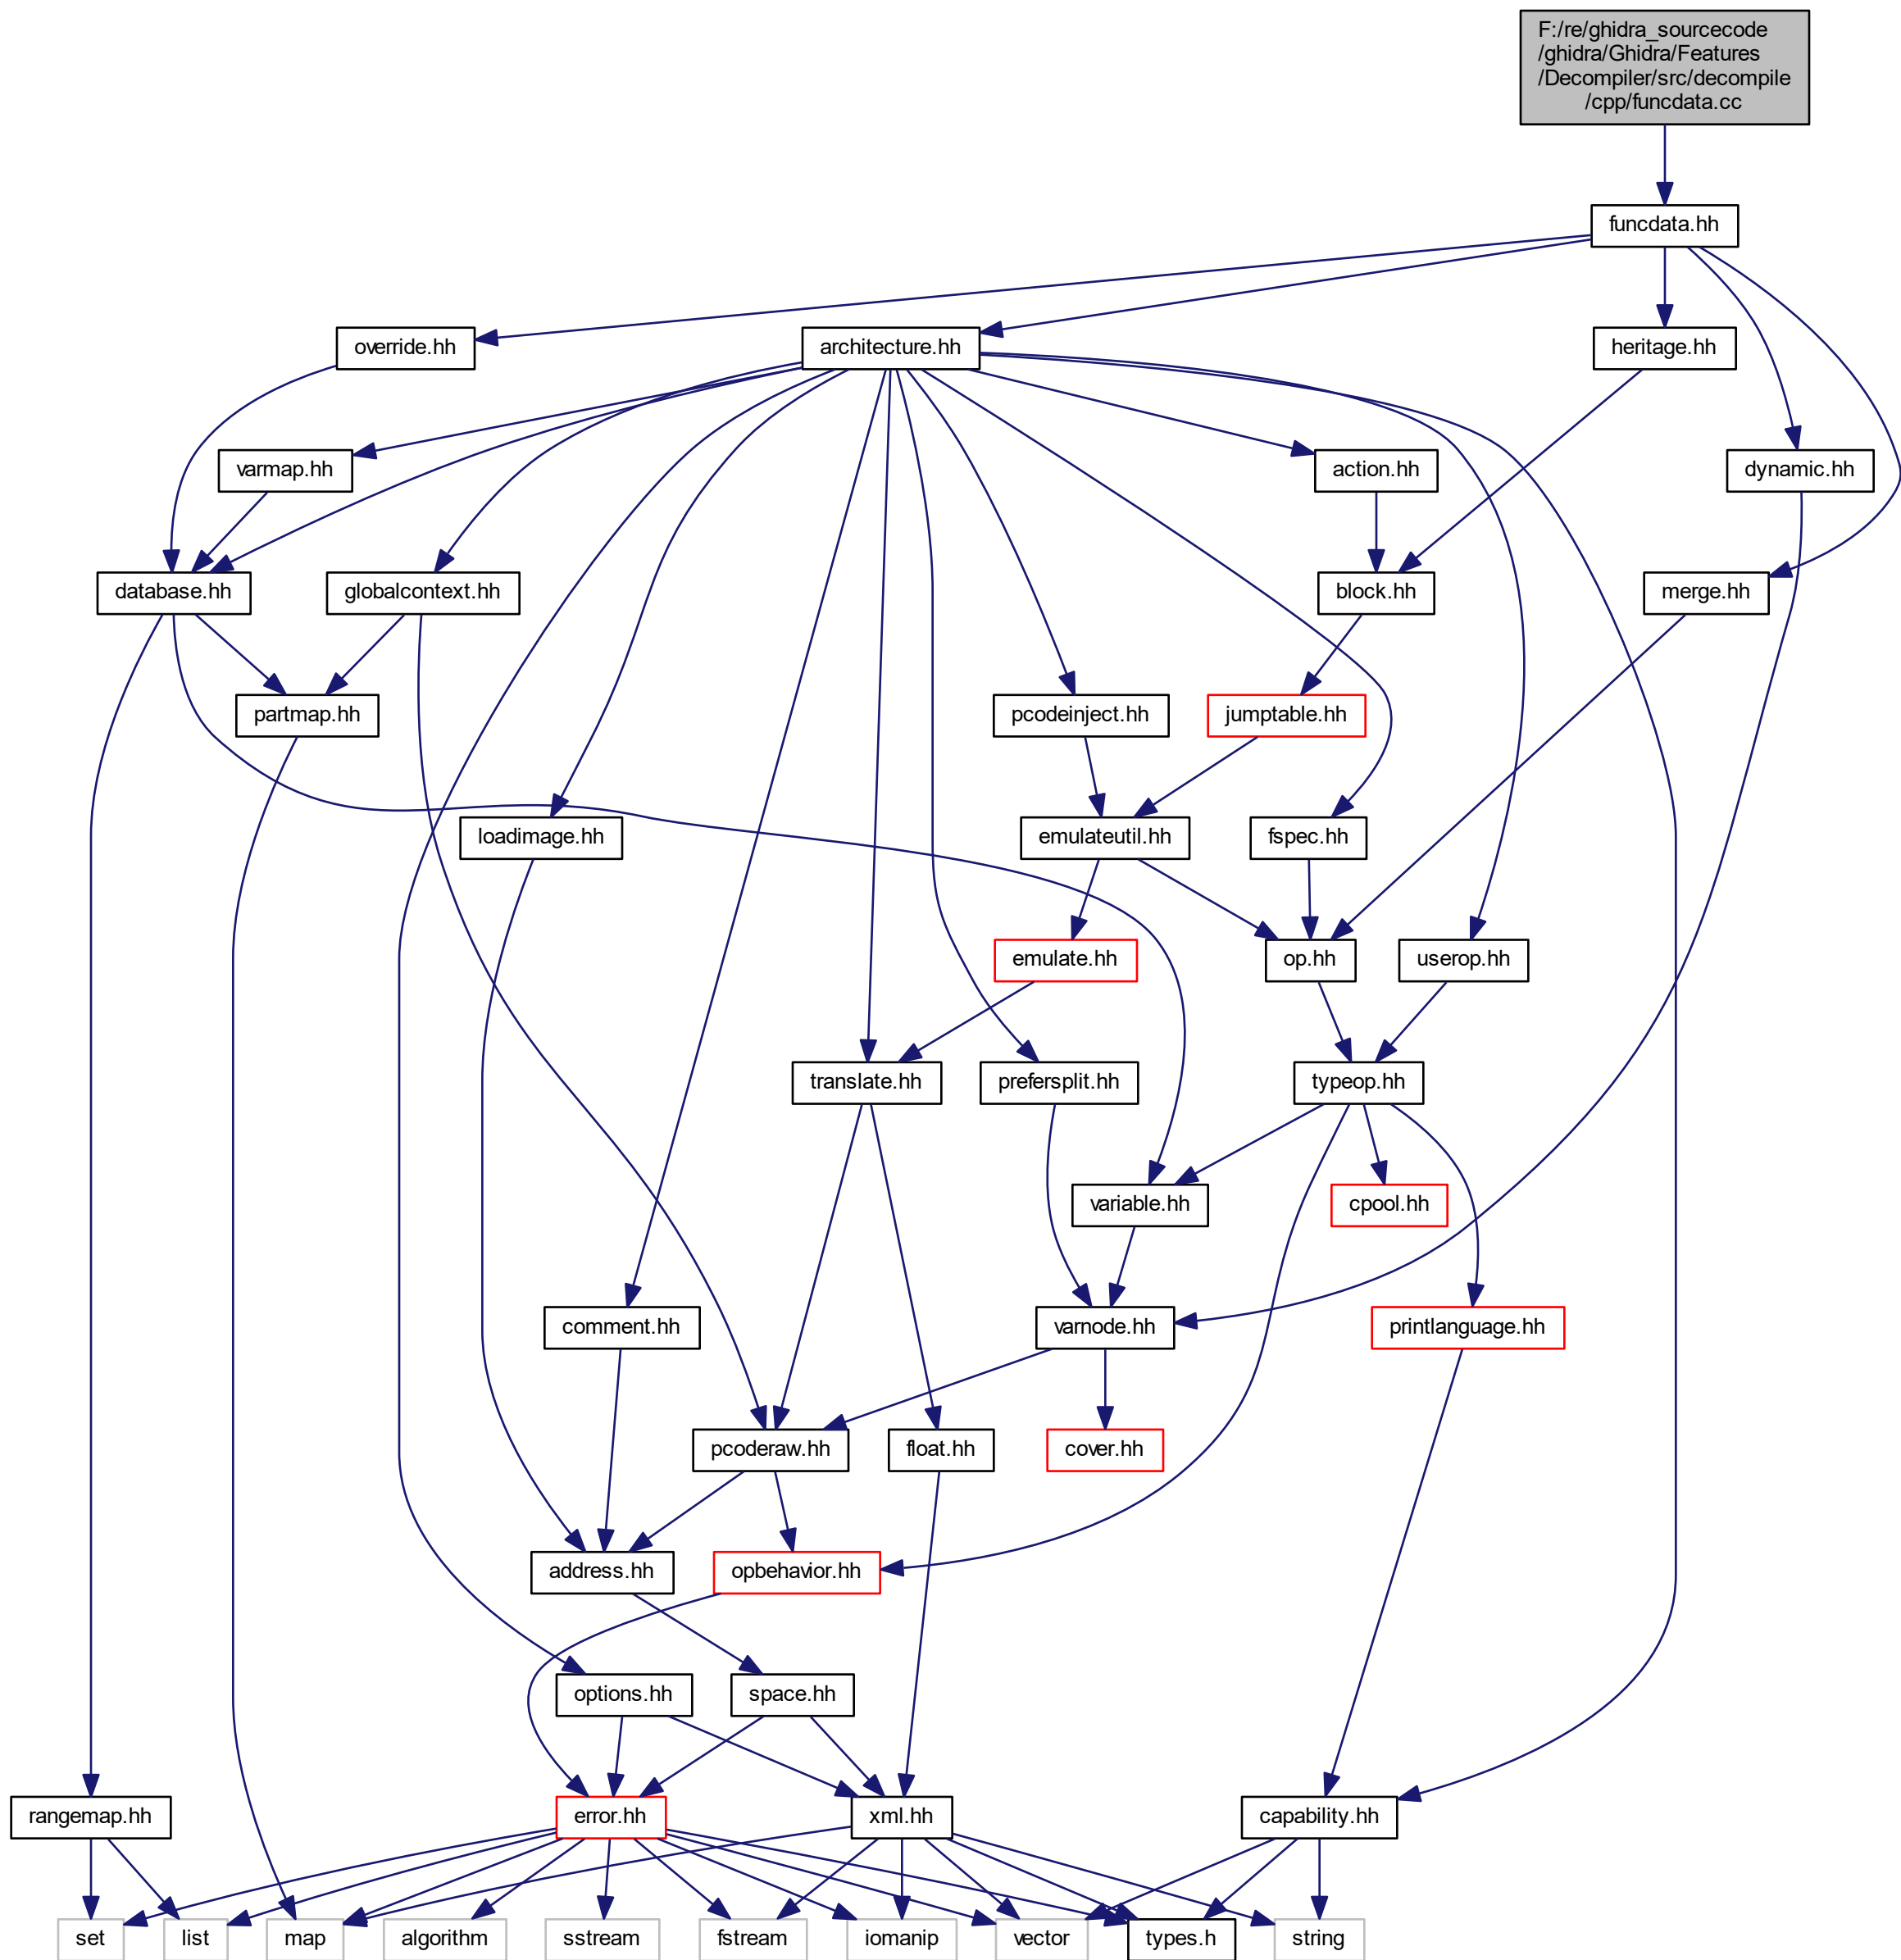 F:/re/ghidra_sourcecode
/ghidra/Ghidra/Features
/Decompiler/src/decompile
/cpp/funcdata.cc
funcdata.hh
override.hh
architecture.hh
heritage.hh
varmap.hh
action.hh
dynamic.hh
database.hh
globalcontext.hh
block.hh
merge.hh
partmap.hh
pcodeinject.hh
jumptable.hh
loadimage.hh
emulateutil.hh
fspec.hh
emulate.hh
op.hh
userop.hh
translate.hh
prefersplit.hh
typeop.hh
variable.hh
cpool.hh
comment.hh
varnode.hh
printlanguage.hh
pcoderaw.hh
float.hh
cover.hh
address.hh
opbehavior.hh
options.hh
space.hh
rangemap.hh
error.hh
xml.hh
capability.hh
set
list
map
algorithm
sstream
fstream
iomanip
vector
types.h
string